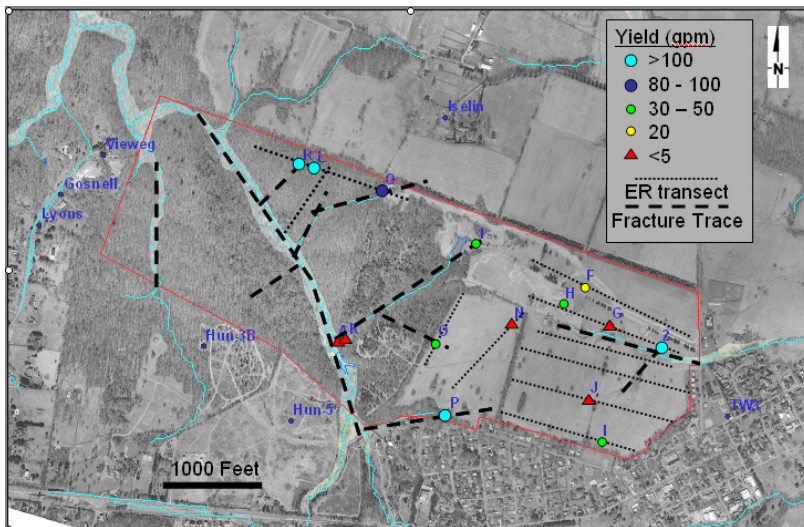 Yield (gpm)
>100
80 - 100
30 – 50
20
<5
ER transect
Fracture Trace
N
Iselin
Vieweg
Gosnell
Lyons
Q
F
H
G
N
2
J
P
Hun-3B
Hun-5
TW3
1000 Feet